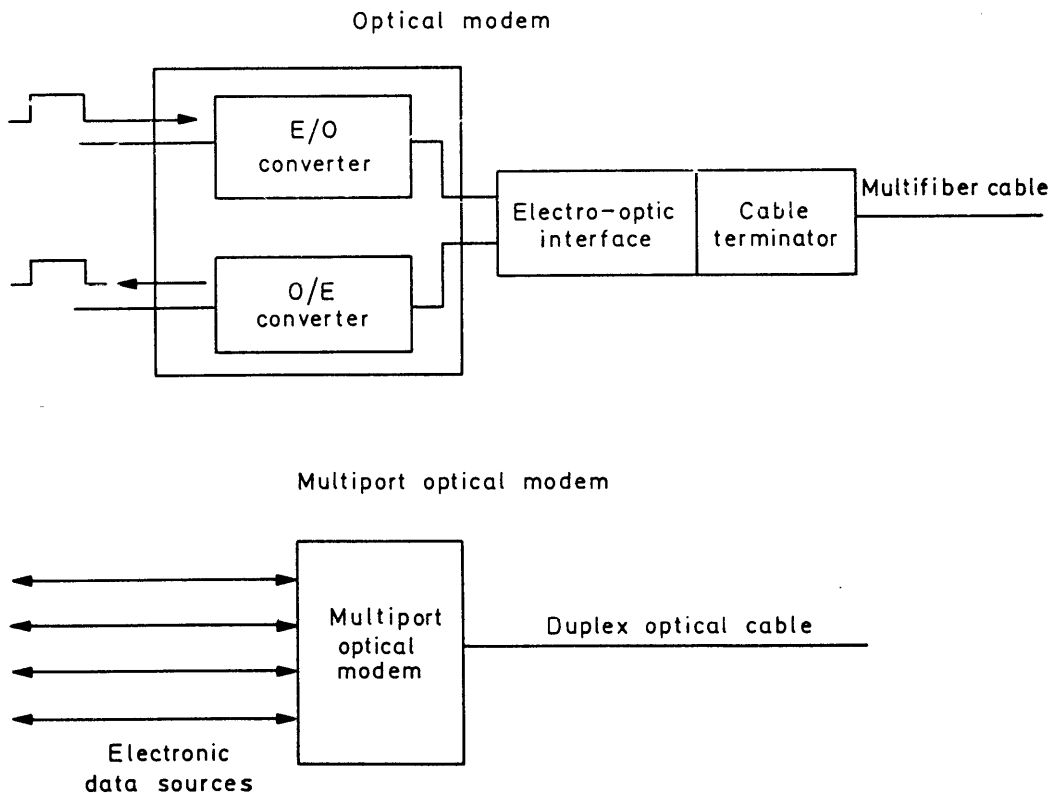 Optical modem
E/O
converter
Electro-optic
interface
Cable
terminator
Multifiber cable
O/E
converter
Multiport optical modem
Multiport
optical
modem
Duplex optical cable
Electronic
data sources